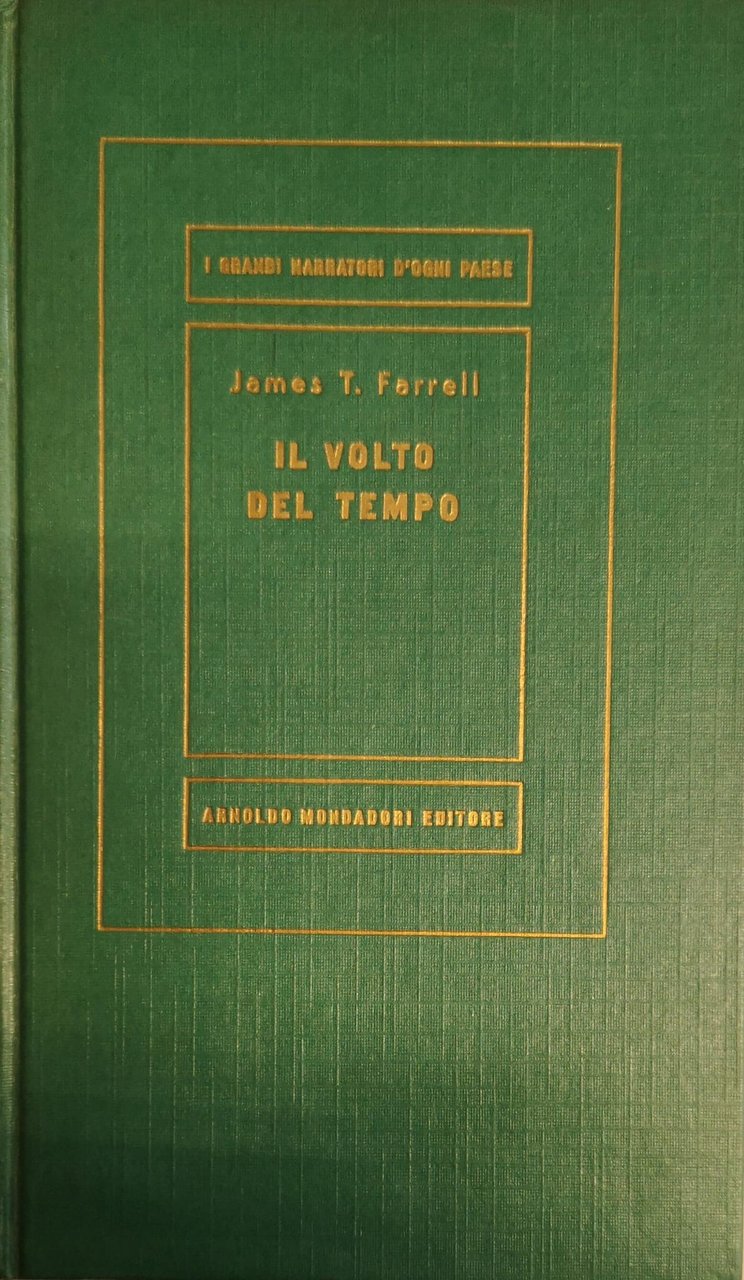 I GRANDI NARRATORI D'OGNI PAESE
James T. Farrell
IL VOLTO
DEL TEMPO
ARNOLDO MONDADORI EDITORE